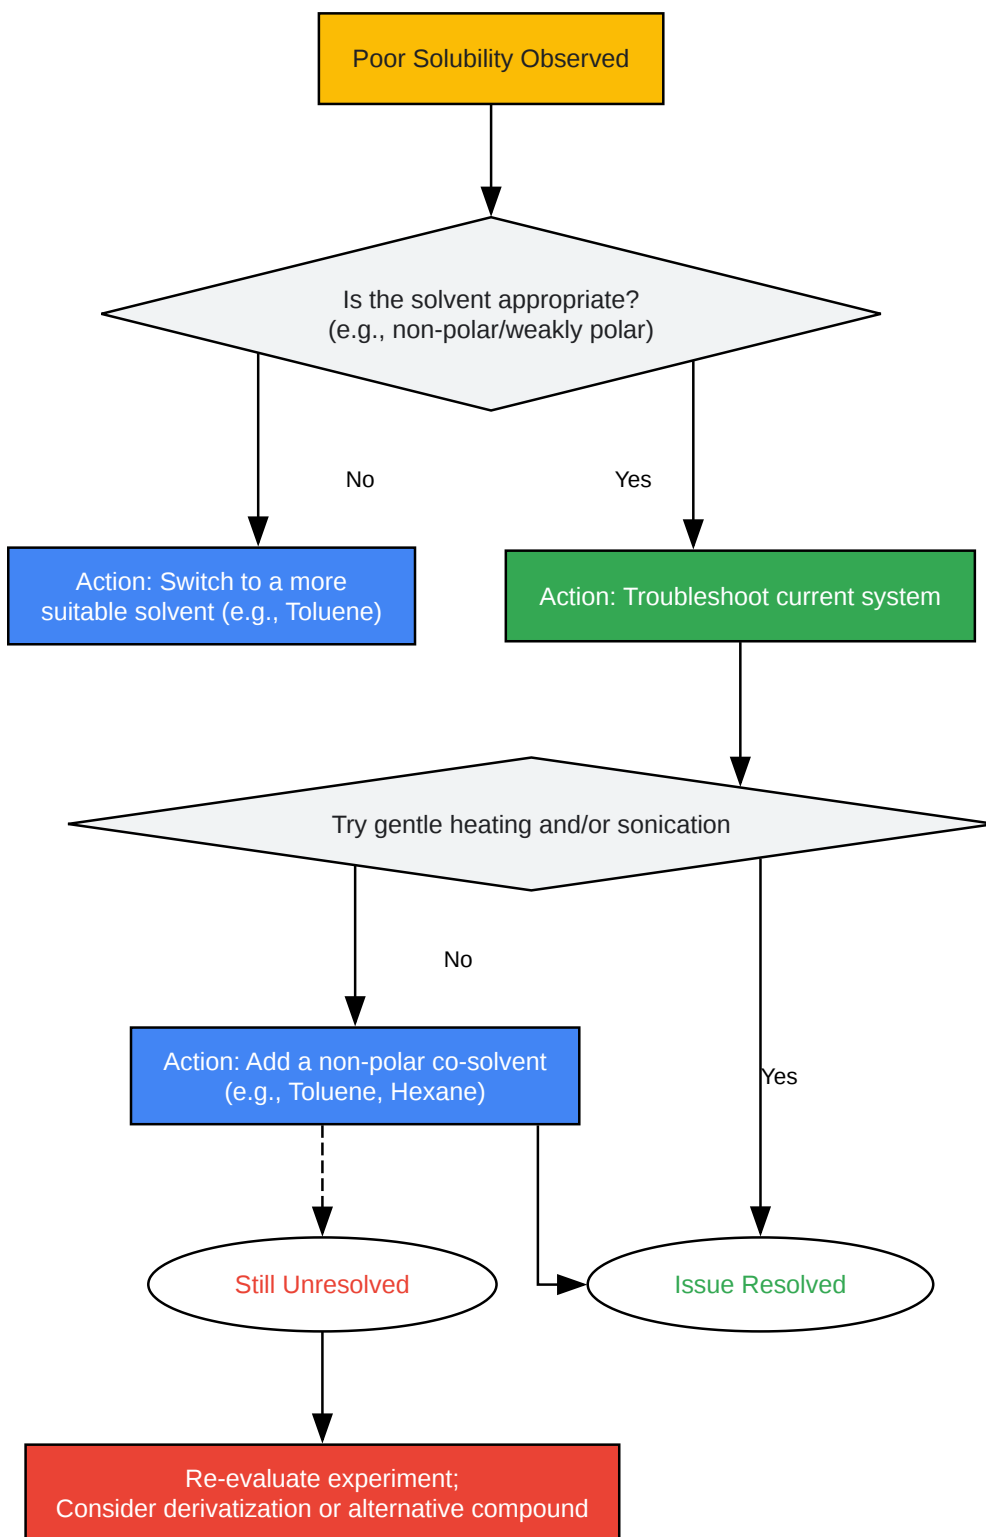 Poor Solubility Observed
Is the solvent appropriate?
(e.g., non-polar/weakly polar)
No
Yes
Action: Switch to a more
suitable solvent (e.g., Toluene)
Action: Troubleshoot current system
Try gentle heating and/or sonication
No
Action: Add a non-polar co-solvent
(e.g., Toluene, Hexane)
Yes
Still Unresolved
Issue Resolved
Re-evaluate experiment;
Consider derivatization or alternative compound